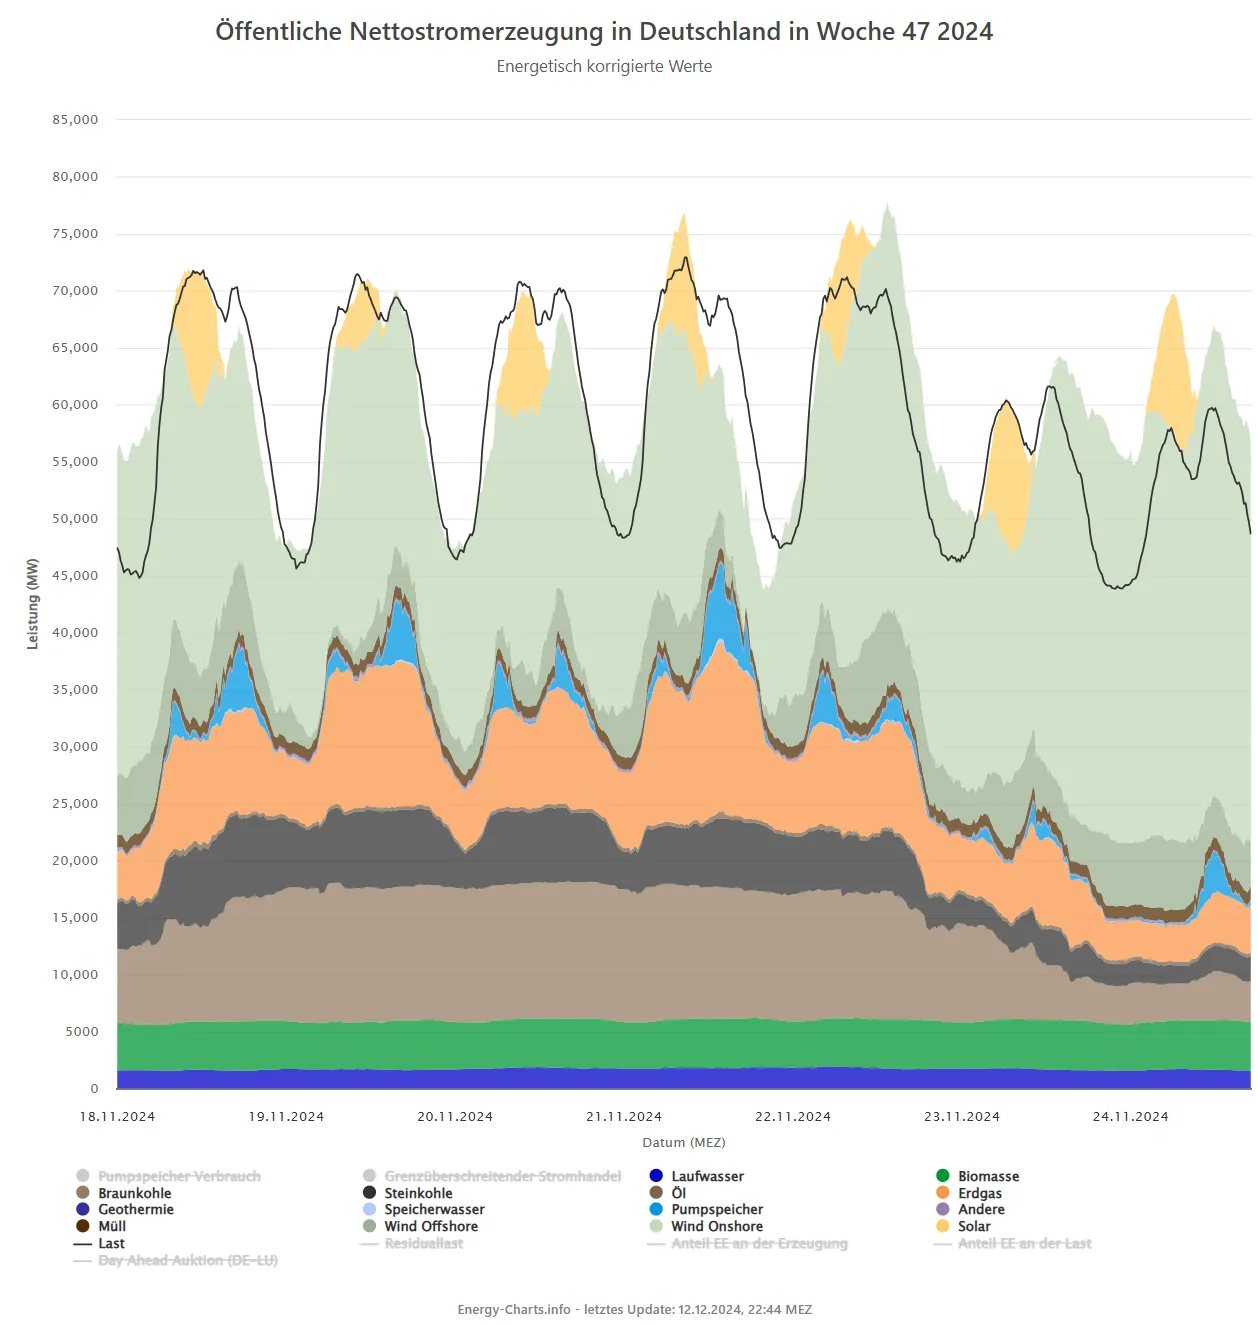 Öffentliche Nettostromerzeugung in Deutschland in Woche 47 2024
Energetisch korrigierte Werte
85,000
80,000
75,000
70,000
65,000
60,000
55,000
50,000
45,000
40,000
35,000
30,000
25,000
20,000
15,000
10,000
5000
0
Leistung (MW)
18.11.2024 19.11.2024 20.11.2024 21.11.2024 22.11.2024 23.11.2024 24.11.2024
Datum (MEZ)
Pumpspeicher Verbrauch Grenzüberschreitender Stromhandel Laufwasser Biomasse
Braunkohle Steinkohle Öl Erdgas
Geothermie Speicherwasser Pumpspeicher Andere
Müll Wind Offshore Wind Onshore Solar
Last Residuallast Anteil EE an der Erzeugung Anteil EE an der Last
Day Ahead Auktion (DE-LU)
Energy-Charts.info - letztes Update: 12.12.2024, 22:44 MEZ